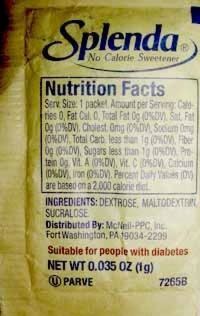 Splenda®
No Calorie Sweetener
Nutrition Facts
Serv. Size: 1 packet, Amount per Serving: Calo-
ries 0, Fat Cal. 0, Total Fat 0g (0%DV), Sat. Fat
0g (0%DV), Cholest. 0mg (0%DV), Sodium 0mg
(0%DV), Total Carb. less than 1g (0%DV), Fiber
0g (0%DV), Sugars less than 1g (0%DV), Pro-
tein 0g, Vit. A (0%DV), Vit. C (0%DV), Calcium
(0%DV), Iron (0%DV). Percent Daily Values (DV)
are based on a 2,000 calorie diet.
INGREDIENTS: DEXTROSE, MALTODEXTRIN,
SUCRALOSE
Distributed By: McNeil-PPC, Inc.
Fort Washington, PA 19034-2299
Suitable for people with diabetes
NET WT 0.035 OZ (1g)
Ⓤ PARVE 7265B